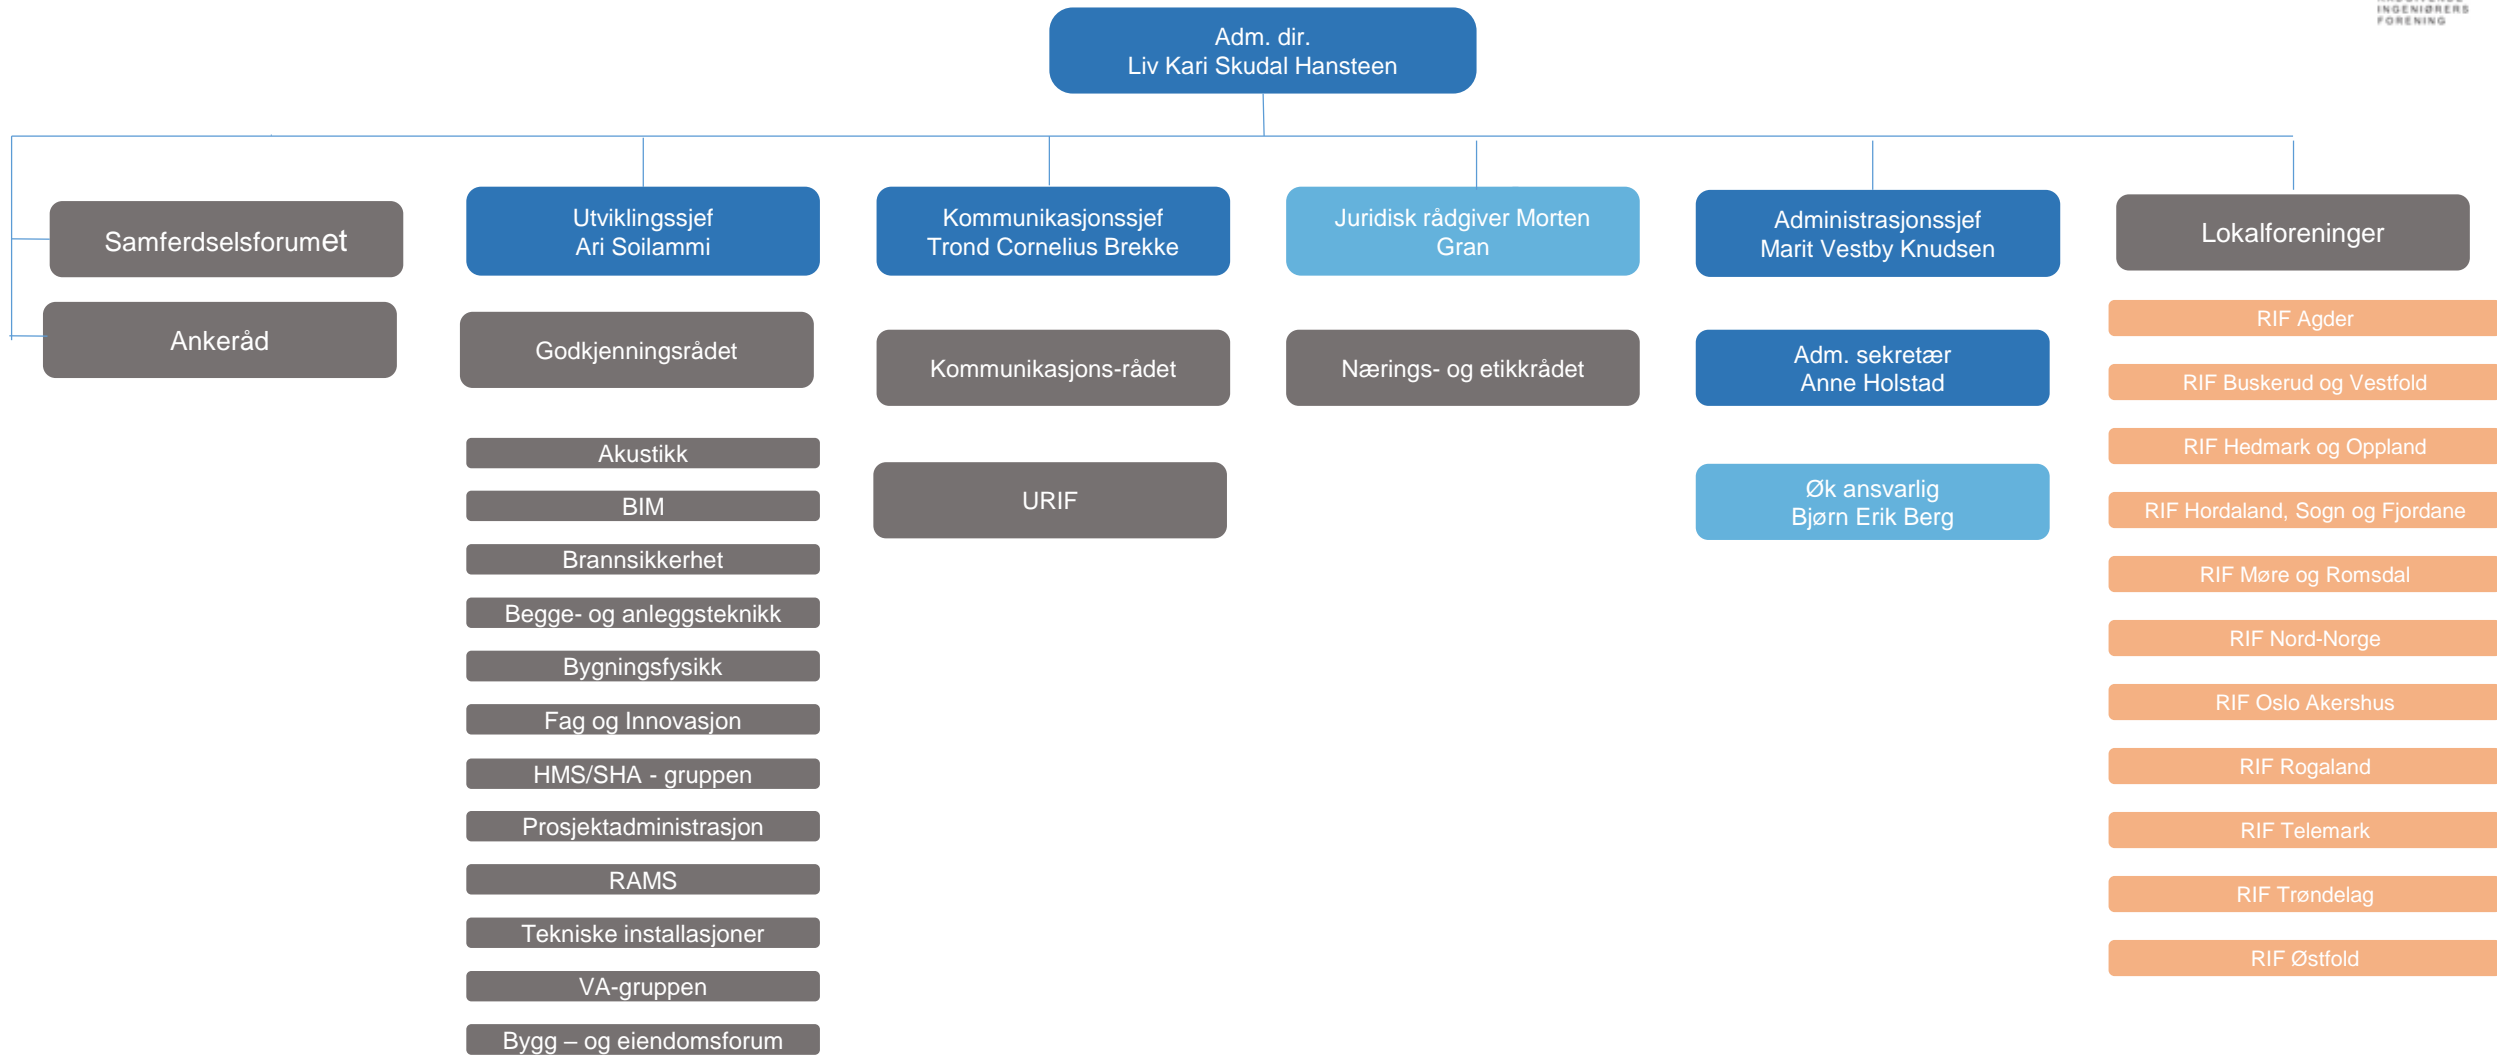 INGENIØRERS
FORENING
Adm. dir.
Liv Kari Skudal Hansteen
Samferdselsforumet
Ankeråd
Utviklingssjef
Ari Soilammi
Godkjenningsrådet
Akustikk
BIM
Brannsikkerhet
Begge- og anleggsteknikk
Bygningsfysikk
Fag og Innovasjon
HMS/SHA - gruppen
Prosjektadministrasjon
RAMS
Tekniske installasjoner
VA-gruppen
Bygg – og eiendomsforum
Kommunikasjonssjef
Trond Cornelius Brekke
Kommunikasjons-rådet
URIF
Juridisk rådgiver Morten
Gran
Nærings- og etikkrådet
Administrasjonssjef
Marit Vestby Knudsen
Adm. sekretær
Anne Holstad
Øk ansvarlig
Bjørn Erik Berg
Lokalforeninger
RIF Agder
RIF Buskerud og Vestfold
RIF Hedmark og Oppland
RIF Hordaland, Sogn og Fjordane
RIF Møre og Romsdal
RIF Nord-Norge
RIF Oslo Akershus
RIF Rogaland
RIF Telemark
RIF Trøndelag
RIF Østfold